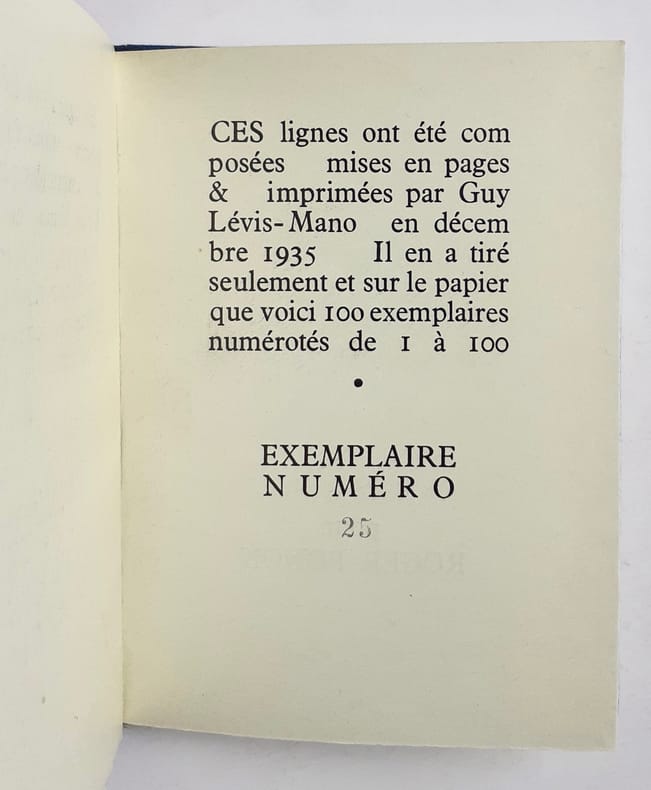 CES lignes ont été com
posées mises en pages
& imprimées par Guy
Lévis-Mano en décem
bre 1935 Il en a tiré
seulement et sur le papier
que voici 100 exemplaires
numérotés de 1 à 100
•
EXEMPLAIRE
NUMÉRO
25